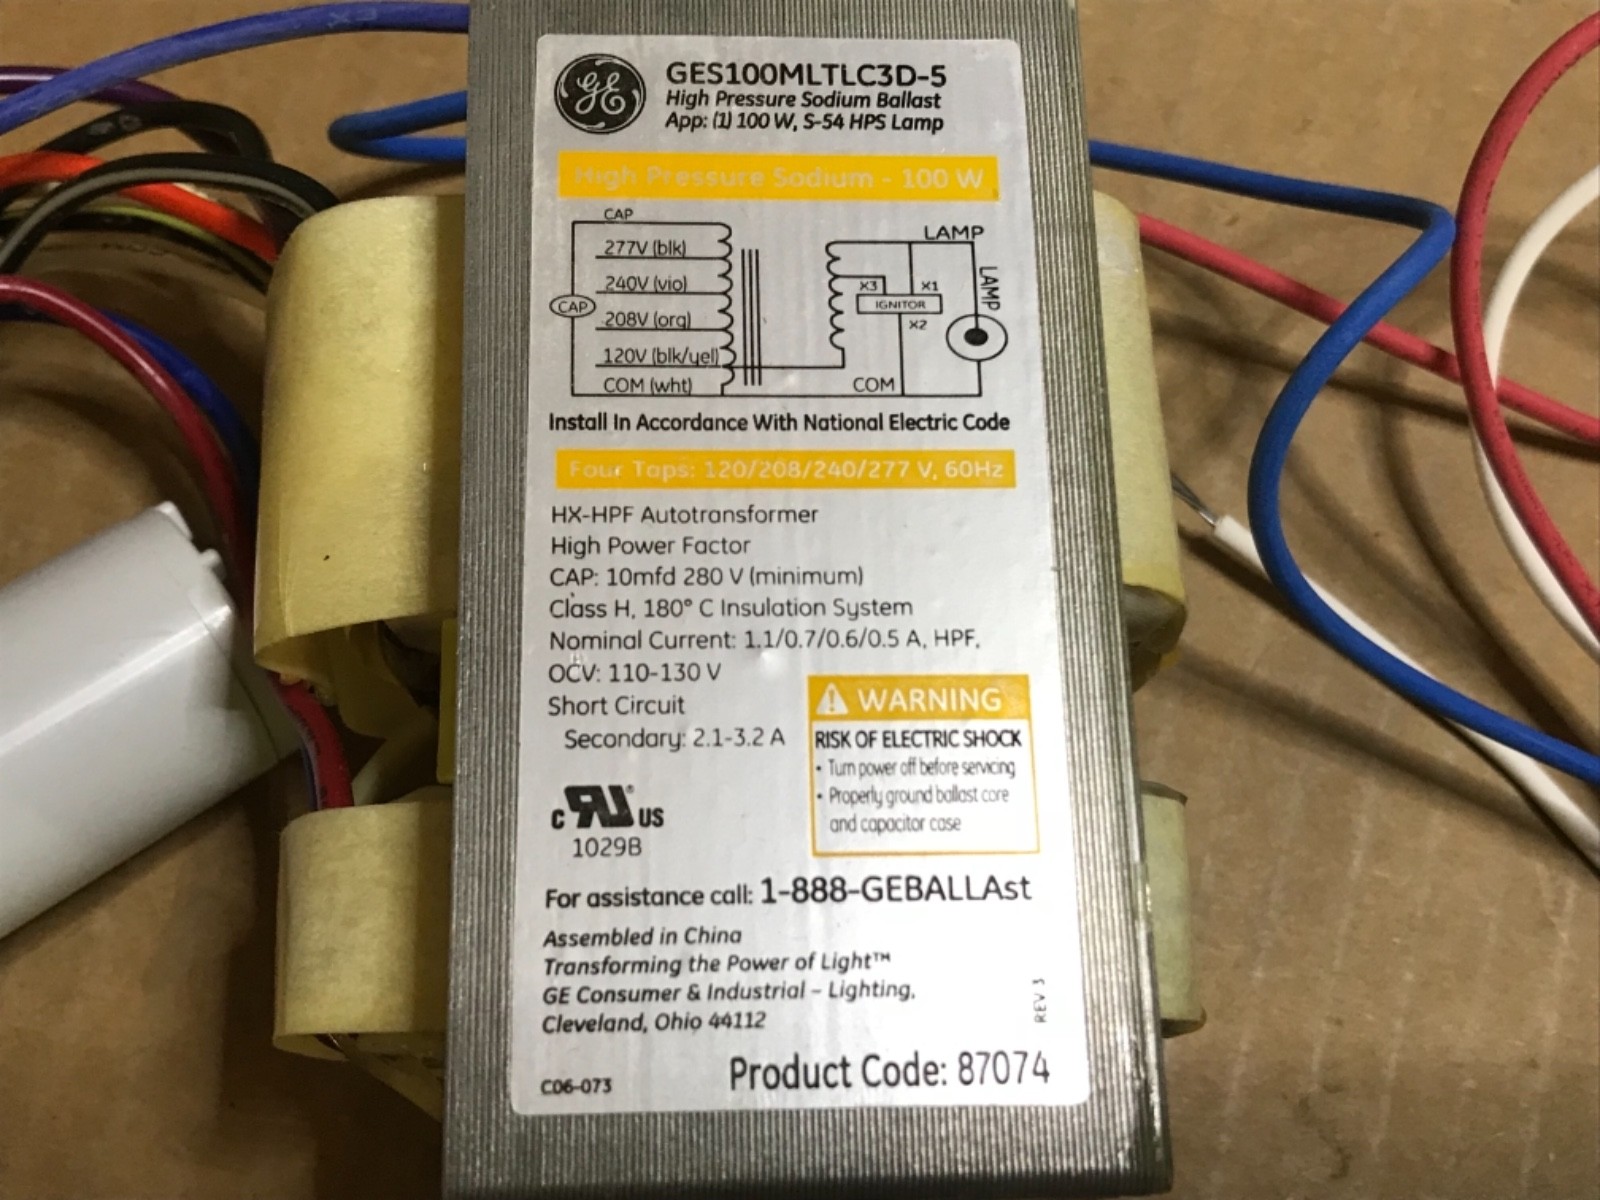 GE
GES100MLTLC3D-5
High Pressure Sodium Ballast
App: (1) 100 W, S-54 HPS Lamp
High Pressure Sodium - 100 W
CAP
277V (blk)
240V (vio)
CAP
208V (org)
120V (blk/yel)
COM (wht)
LAMP
LAMP
X3
X1
IGNITOR
X2
COM
Install In Accordance With National Electric Code
Four Taps: 120/208/240/277 V, 60Hz
HX-HPF Autotransformer
High Power Factor
CAP: 10mfd 280 V (minimum)
Class H, 180° C Insulation System
Nominal Current: 1.1/0.7/0.6/0.5 A, HPF,
OCV: 110-130 V
Short Circuit
Secondary: 2.1-3.2 A
WARNING
RISK OF ELECTRIC SHOCK
• Turn power off before servicing
• Properly ground ballast core
and capacitor case
c RU® US
1029B
For assistance call: 1-888-GEBALLAst
Assembled in China
Transforming the Power of Light™
GE Consumer & Industrial – Lighting,
Cleveland, Ohio 44112
REV 3
C06-073
Product Code: 87074